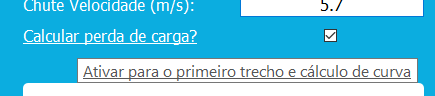 Chute Velocidade (m/s): 5.7
Calcular perda de carga?
Ativar para o primeiro trecho e cálculo de curva